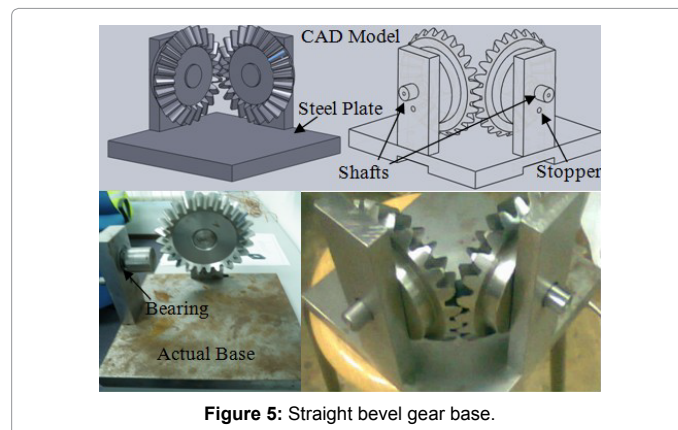 CAD Model
Steel Plate
Shafts
Stopper
Bearing
Actual Base
Figure 5: Straight bevel gear base.